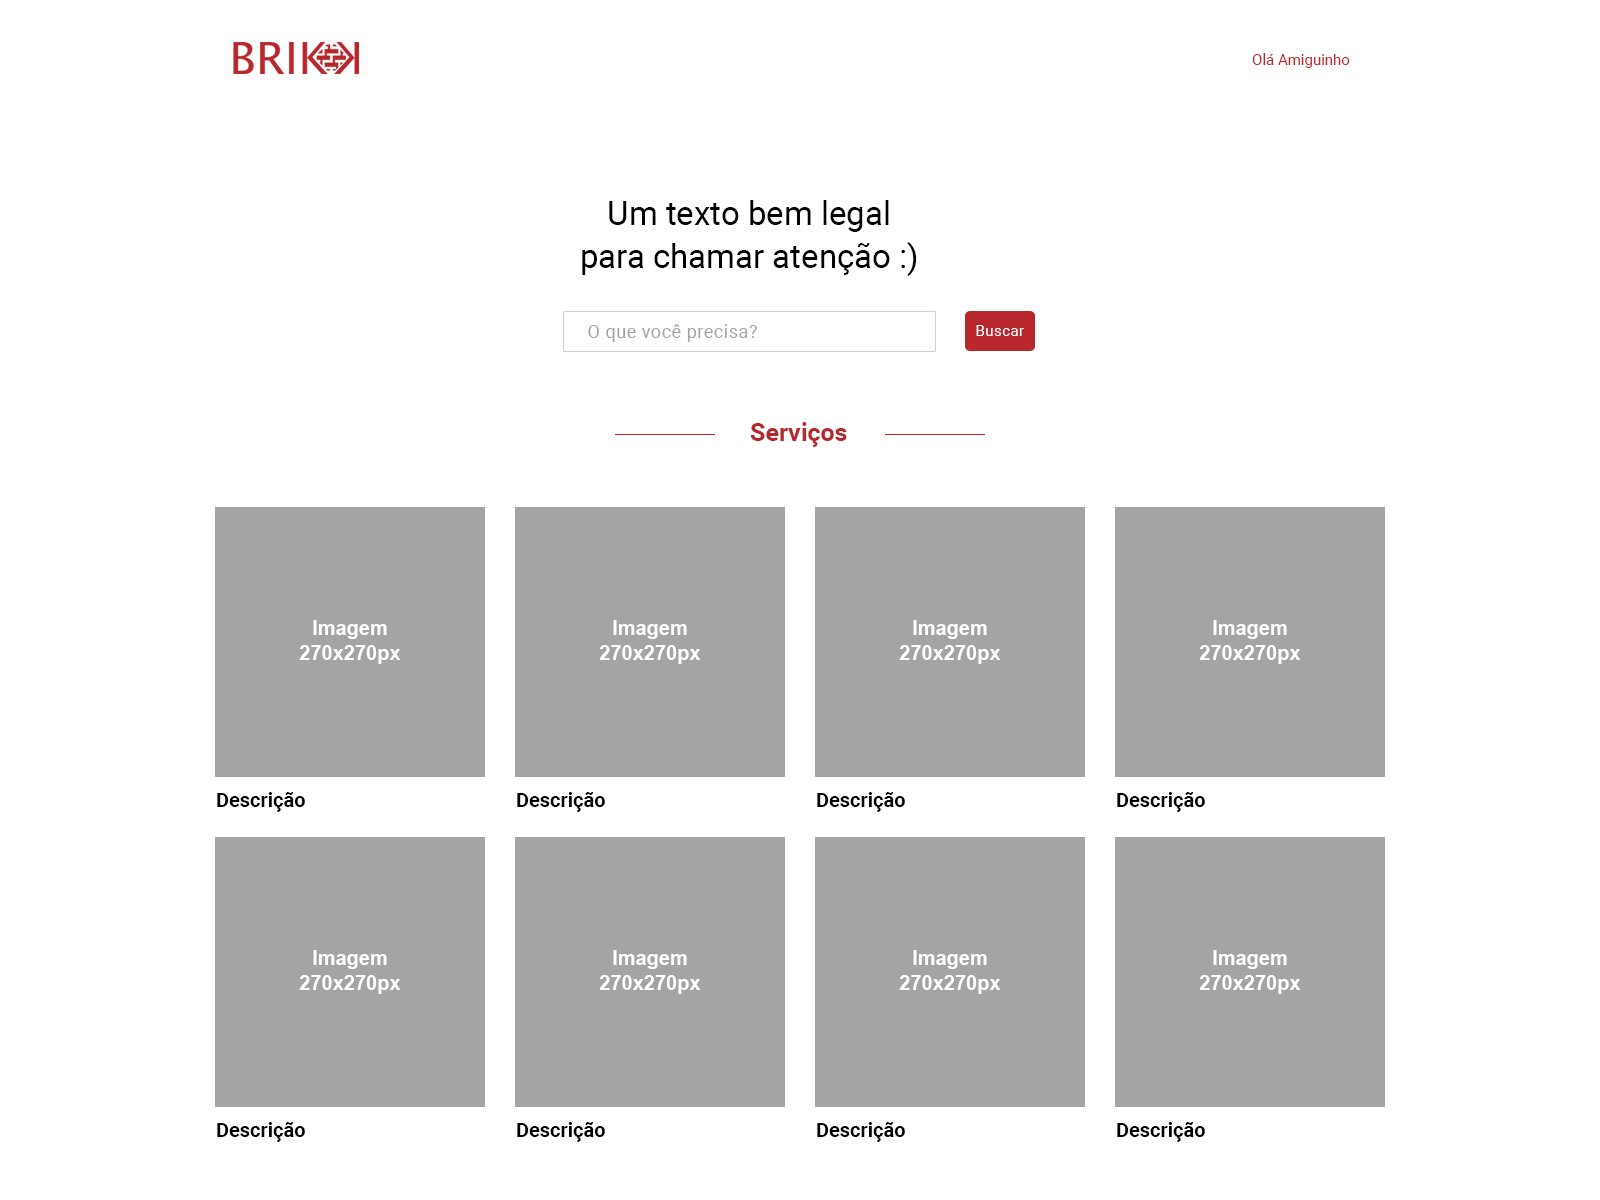 BRIKK
Olá Amiguinho
Um texto bem legal
para chamar atenção :)
O que você precisa?
Buscar
Serviços
Imagem
270x270px
Imagem
270x270px
Imagem
270x270px
Imagem
270x270px
Descrição
Descrição
Descrição
Descrição
Imagem
270x270px
Imagem
270x270px
Imagem
270x270px
Imagem
270x270px
Descrição
Descrição
Descrição
Descrição